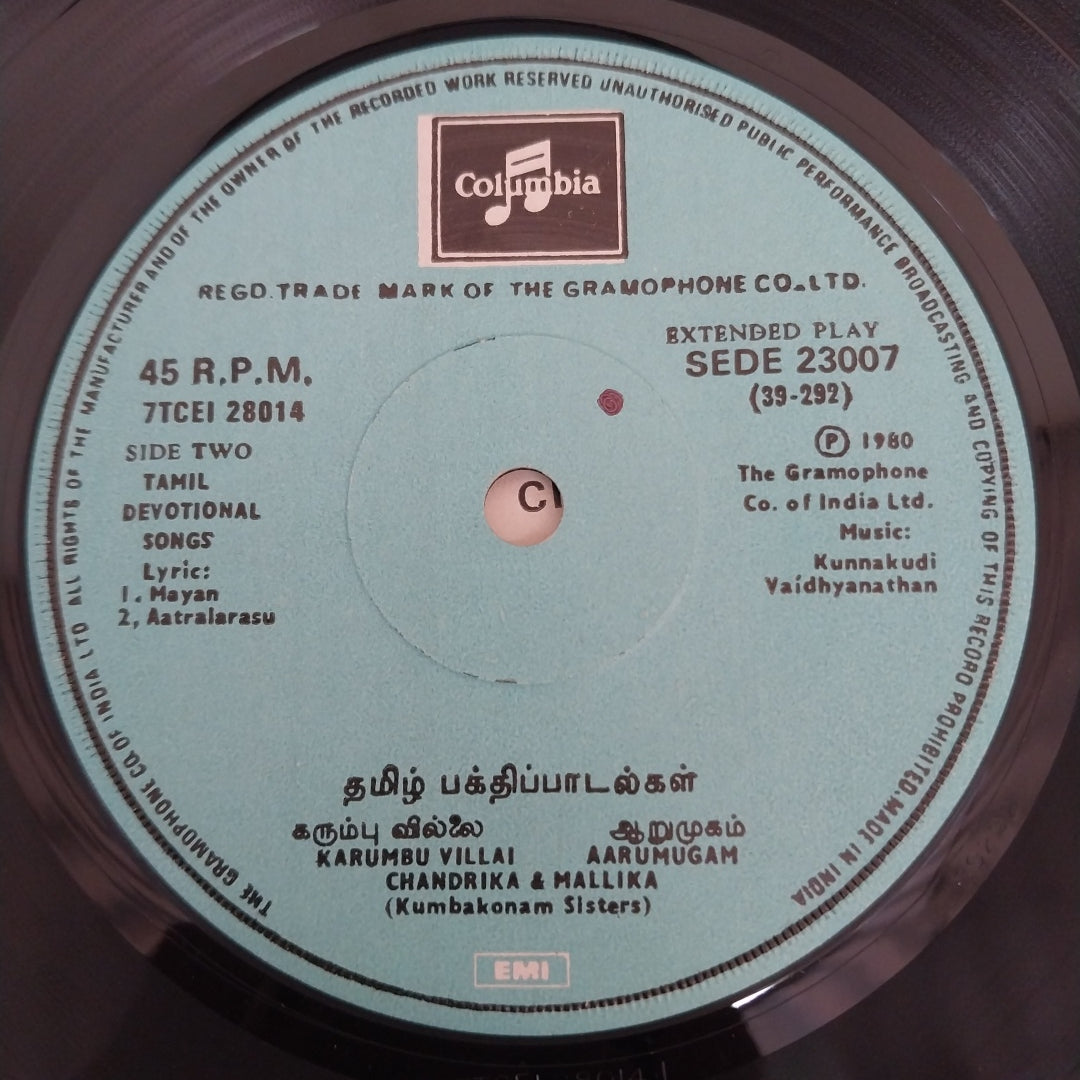 THE GRAMOPHONE CO. OF INDIA LTD ALL RIGHTS OF THE MANUFACTURER AND OF THE OWNER OF THE RECORDED WORK RESERVED UNAUTHORISED PUBLIC PERFORMANCE BROADCASTING AND COPYING OF THIS RECORD PROHIBITED. MADE IN INDIA
Columbia
REGD. TRADE MARK OF THE GRAMOPHONE CO. LTD.
45 R.P.M.
7TCEI 28014
SIDE TWO
TAMIL
DEVOTIONAL
SONGS
Lyric:
1. Mayan
2, Aatralarasu
EXTENDED PLAY
SEDE 23007
(39-292)
℗ 1980
The Gramophone
Co. of India Ltd.
Music:
Kunnakudi
Vaidhyanathan
தமிழ் பக்திப்பாடல்கள்
கரும்பு வில்லை ஆறுமுகம்
KARUMBU VILLAI AARUMUGAM
CHANDRIKA & MALLIKA
(Kumbakonam Sisters)
EMI